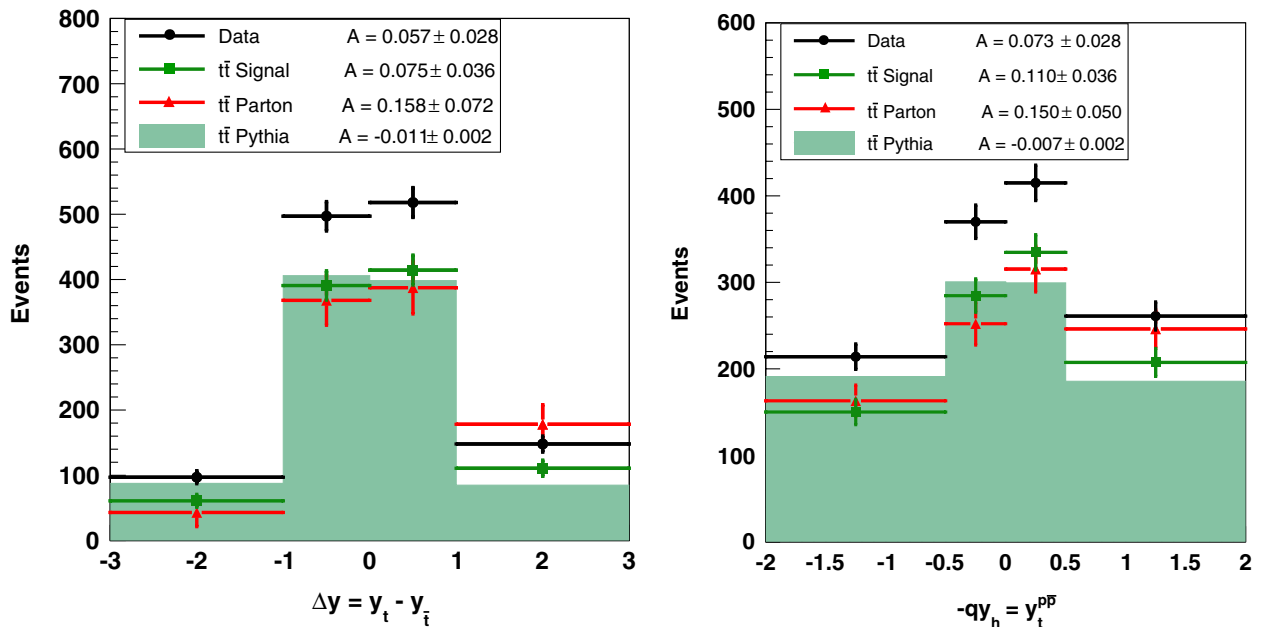 800
700
600
500
400
300
200
100
0
Events
Data A = 0.057 ± 0.028
tt̄ Signal A = 0.075 ± 0.036
tt̄ Parton A = 0.158 ± 0.072
tt̄ Pythia A = -0.011 ± 0.002
-3 -2 -1 0 1 2 3
Δy = y_t - y_t̄
600
500
400
300
200
100
0
Events
Data A = 0.073 ± 0.028
tt̄ Signal A = 0.110 ± 0.036
tt̄ Parton A = 0.150 ± 0.050
tt̄ Pythia A = -0.007 ± 0.002
-2 -1.5 -1 -0.5 0 0.5 1 1.5 2
-qy_h = y_t^pp̄